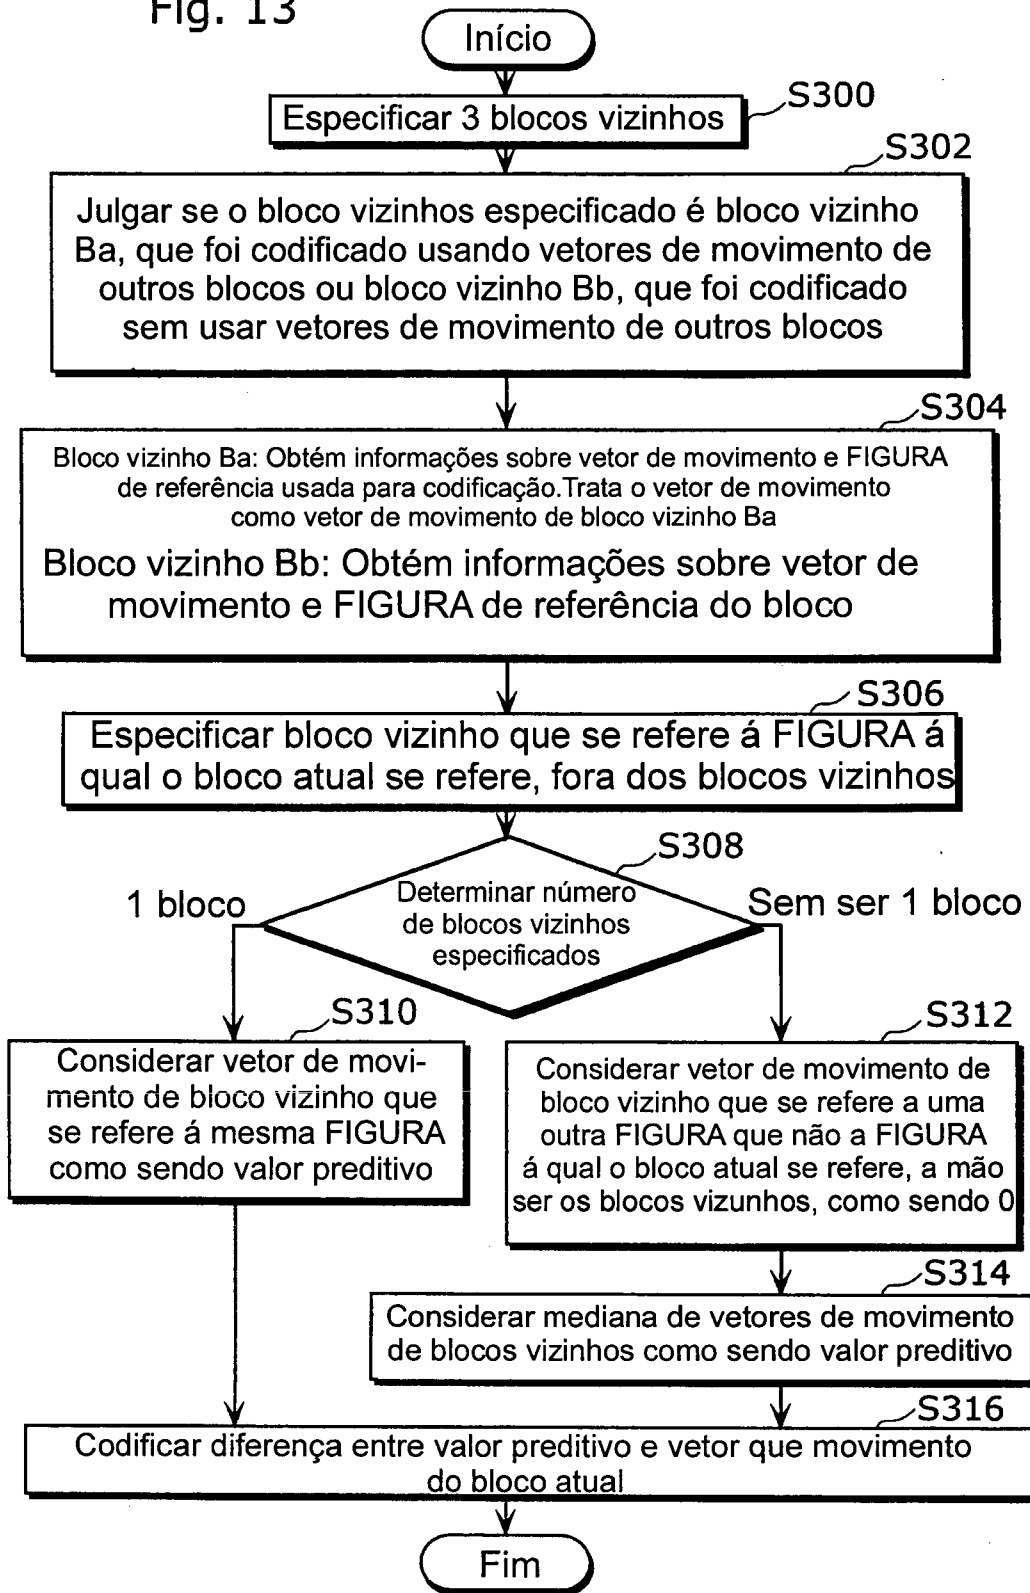 Fig. 13
Início
S300
Especificar 3 blocos vizinhos
S302
Julgar se o bloco vizinhos especificado é bloco vizinho
Ba, que foi codificado usando vetores de movimento de
outros blocos ou bloco vizinho Bb, que foi codificado
sem usar vetores de movimento de outros blocos
S304
Bloco vizinho Ba: Obtém informações sobre vetor de movimento e FIGURA
de referência usada para codificação.Trata o vetor de movimento
como vetor de movimento de bloco vizinho Ba
Bloco vizinho Bb: Obtém informações sobre vetor de
movimento e FIGURA de referência do bloco
S306
Especificar bloco vizinho que se refere á FIGURA á
qual o bloco atual se refere, fora dos blocos vizinhos
S308
Determinar número
de blocos vizinhos
especificados
1 bloco
Sem ser 1 bloco
S310
Considerar vetor de movi-
mento de bloco vizinho que
se refere á mesma FIGURA
como sendo valor preditivo
S312
Considerar vetor de movimento de
bloco vizinho que se refere a uma
outra FIGURA que não a FIGURA
á qual o bloco atual se refere, a mão
ser os blocos vizunhos, como sendo 0
S314
Considerar mediana de vetores de movimento
de blocos vizinhos como sendo valor preditivo
S316
Codificar diferença entre valor preditivo e vetor que movimento
do bloco atual
Fim